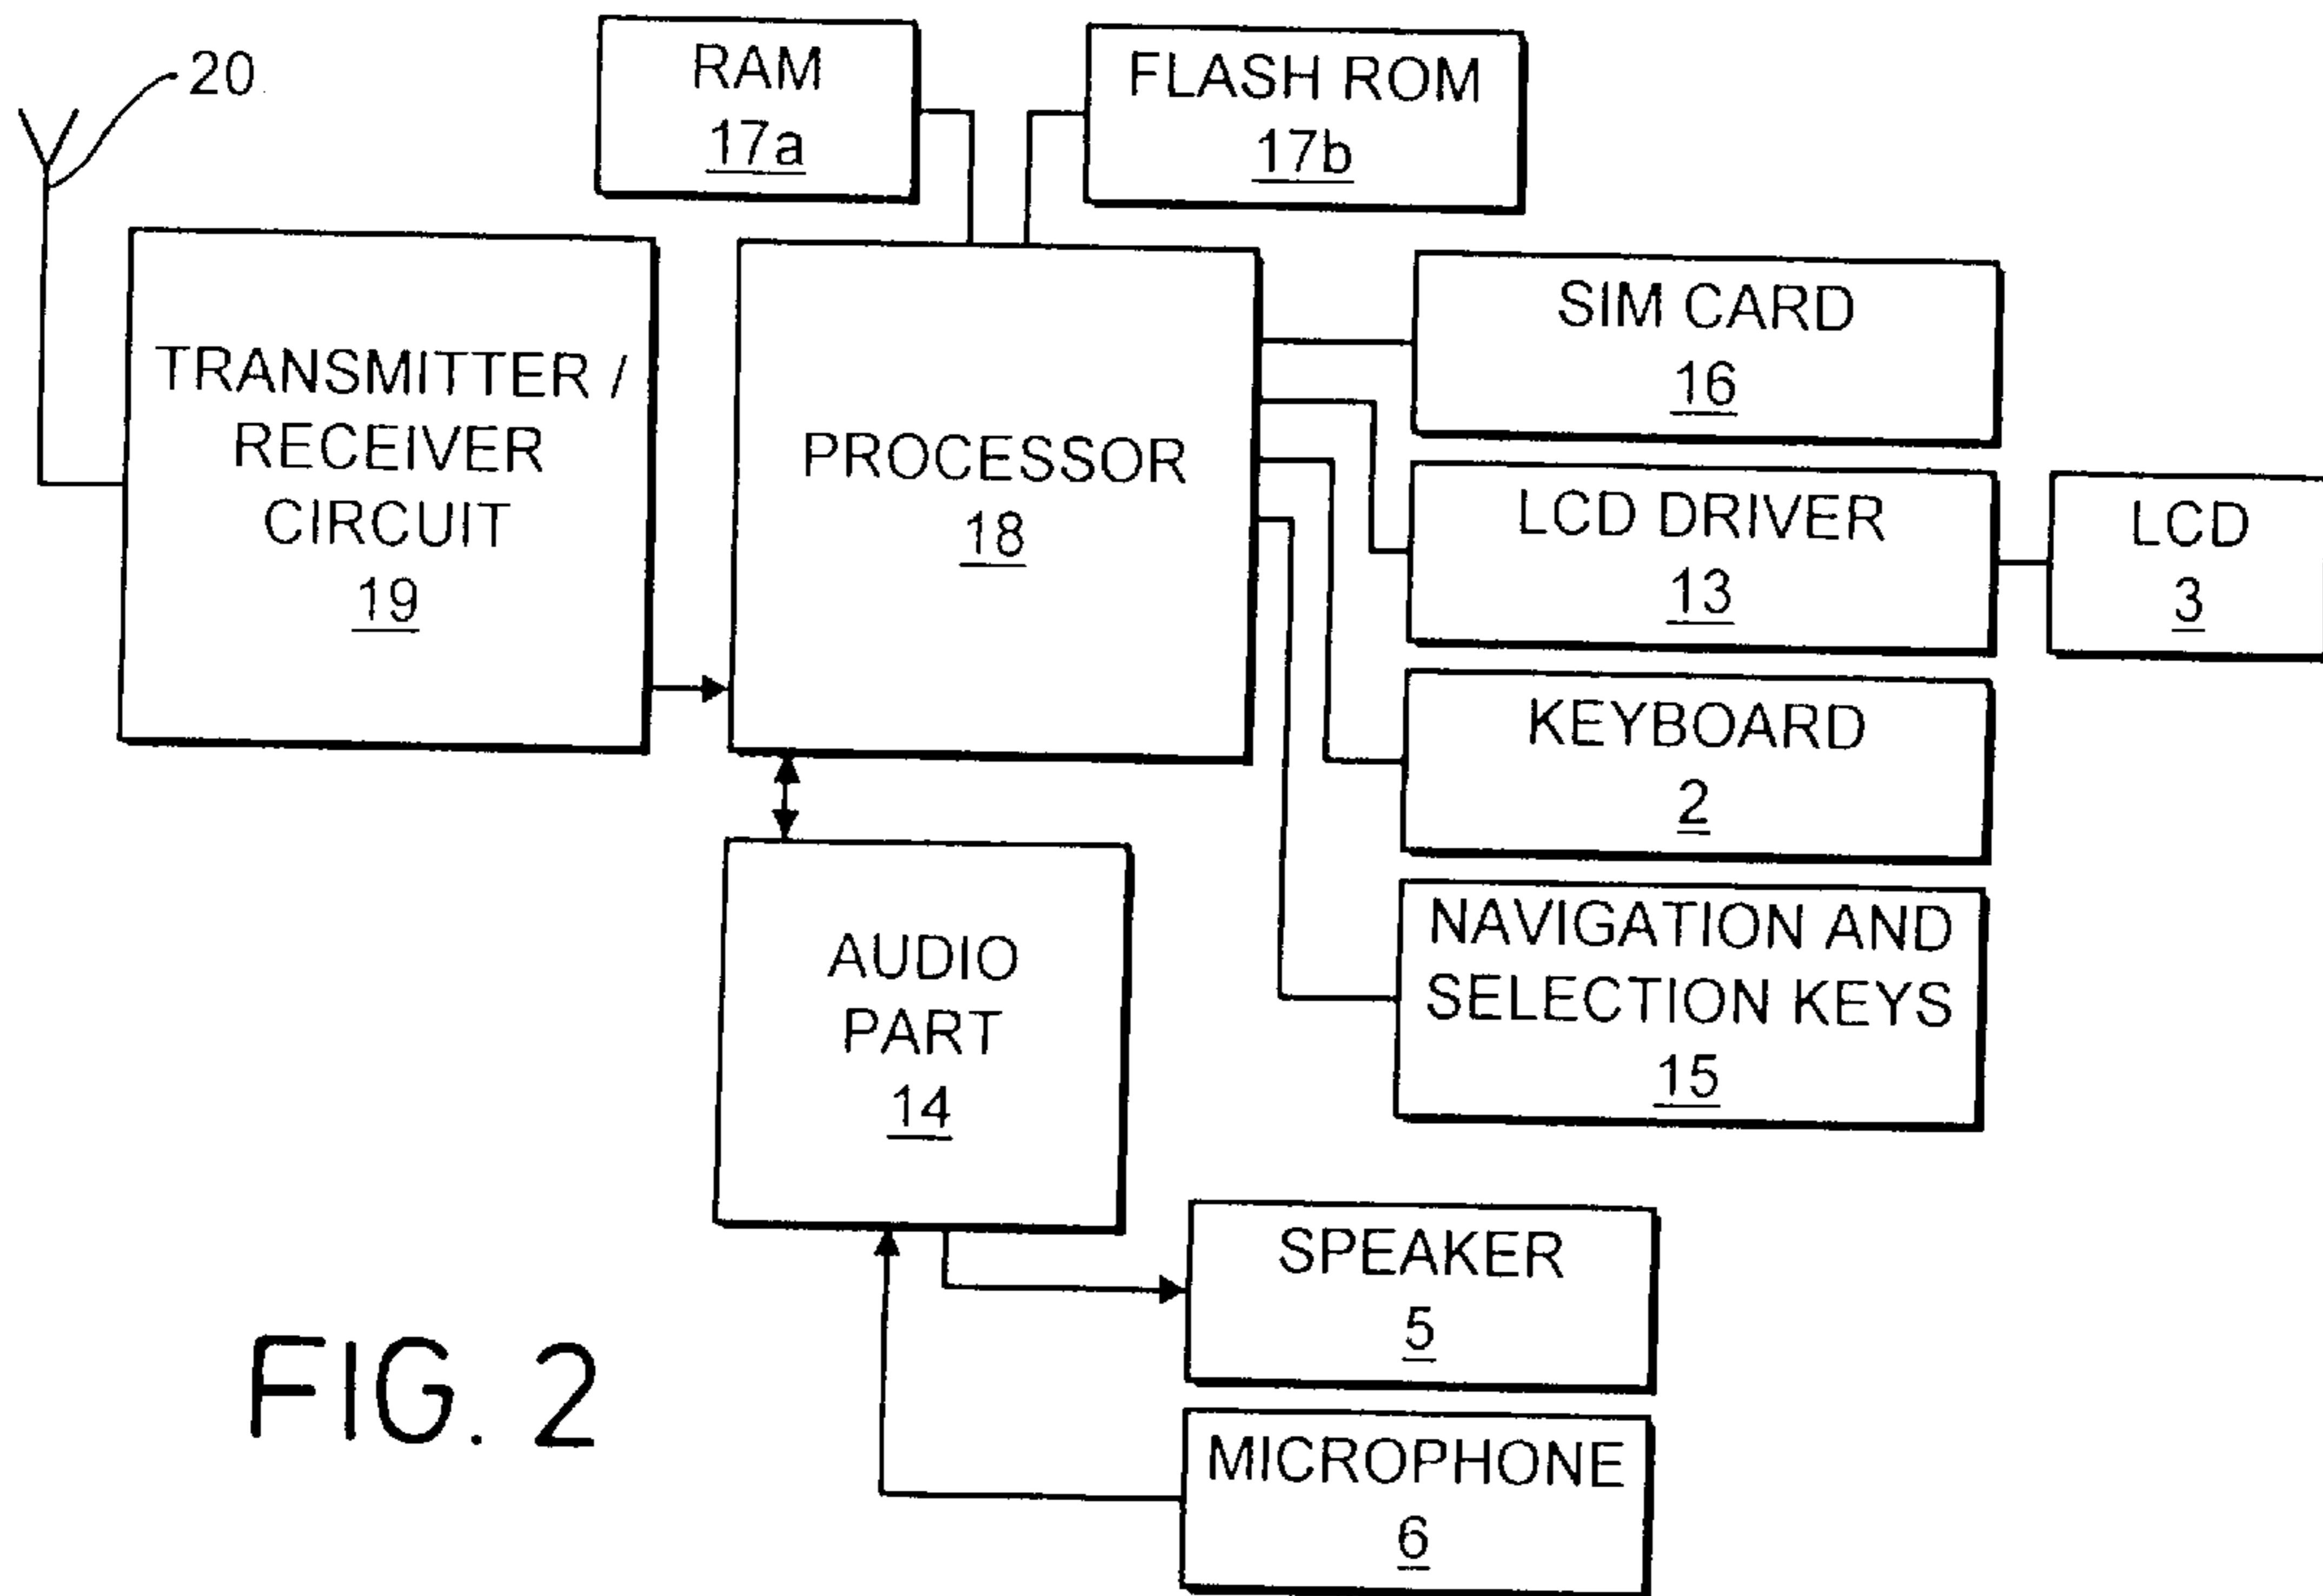 20
RAM
17a
FLASH ROM
17b
TRANSMITTER /
RECEIVER
CIRCUIT
19
PROCESSOR
18
SIM CARD
16
LCD DRIVER
13
LCD
3
KEYBOARD
2
NAVIGATION AND
SELECTION KEYS
15
AUDIO
PART
14
SPEAKER
5
MICROPHONE
6
FIG. 2